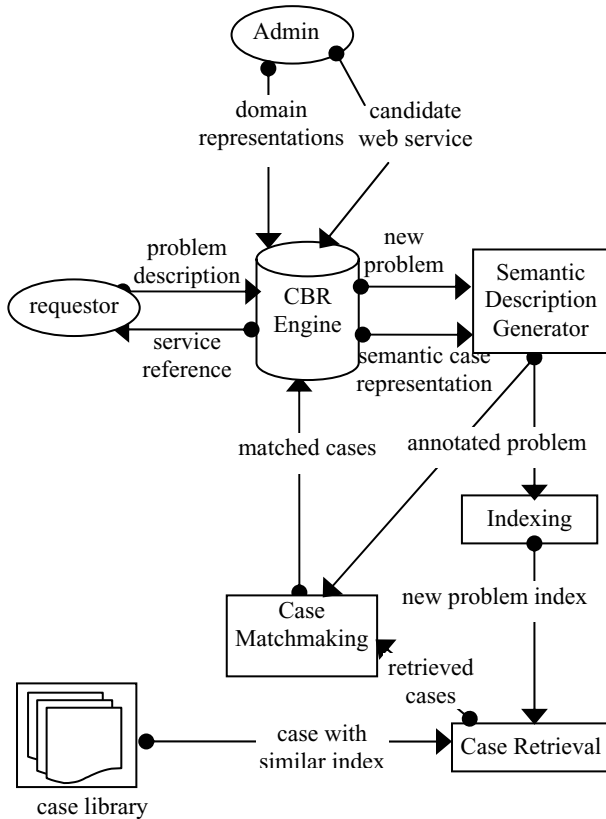 Admin
domain
representations
candidate
web service
problem
description
new
problem
requestor
CBR
Engine
Semantic
Description
Generator
service
reference
semantic case
representation
matched cases
annotated problem
Indexing
Case
Matchmaking
new problem index
retrieved
cases
case with
similar index
Case Retrieval
case library